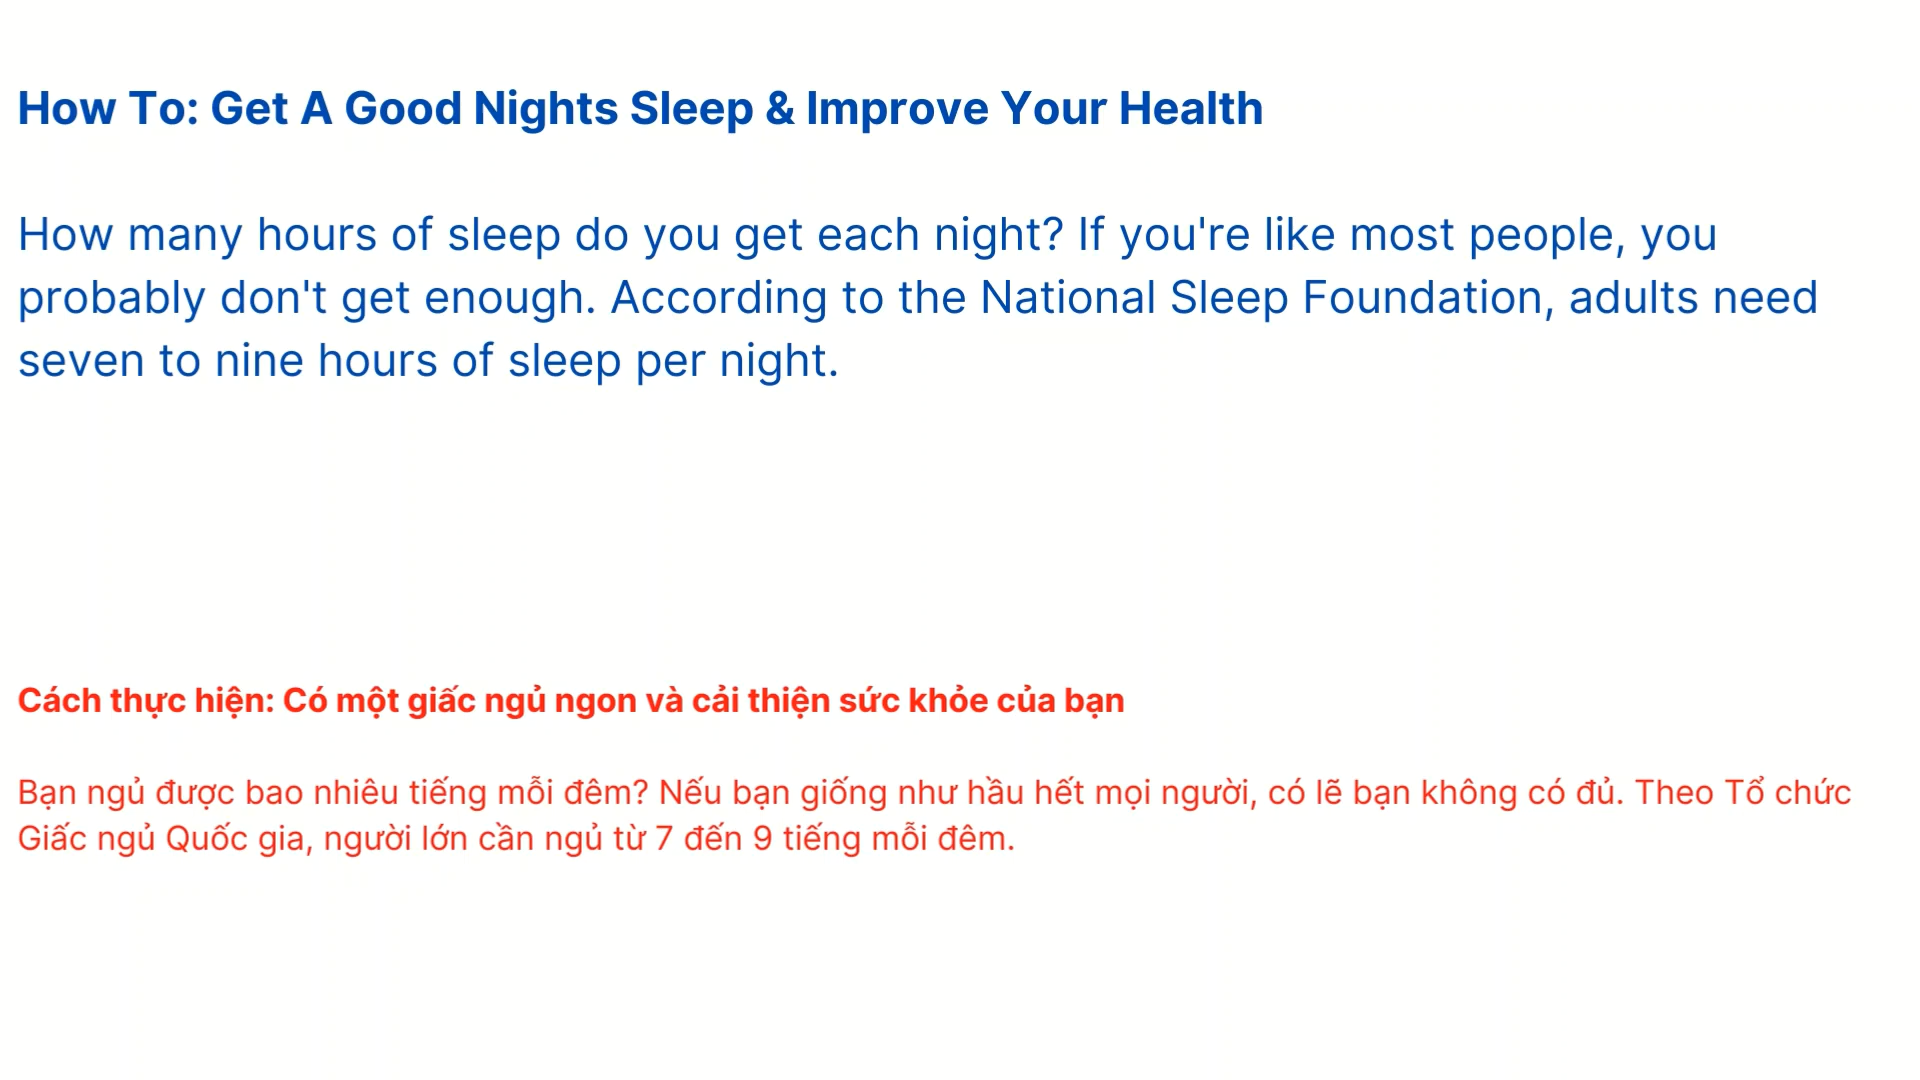 How To: Get A Good Nights Sleep & Improve Your Health
How many hours of sleep do you get each night? If you're like most people, you
probably don't get enough. According to the National Sleep Foundation, adults need
seven to nine hours of sleep per night.
Cách thực hiện: Có một giấc ngủ ngon và cải thiện sức khỏe của bạn
Bạn ngủ được bao nhiêu tiếng mỗi đêm? Nếu bạn giống như hầu hết mọi người, có lẽ bạn không có đủ. Theo Tổ chức
Giấc ngủ Quốc gia, người lớn cần ngủ từ 7 đến 9 tiếng mỗi đêm.